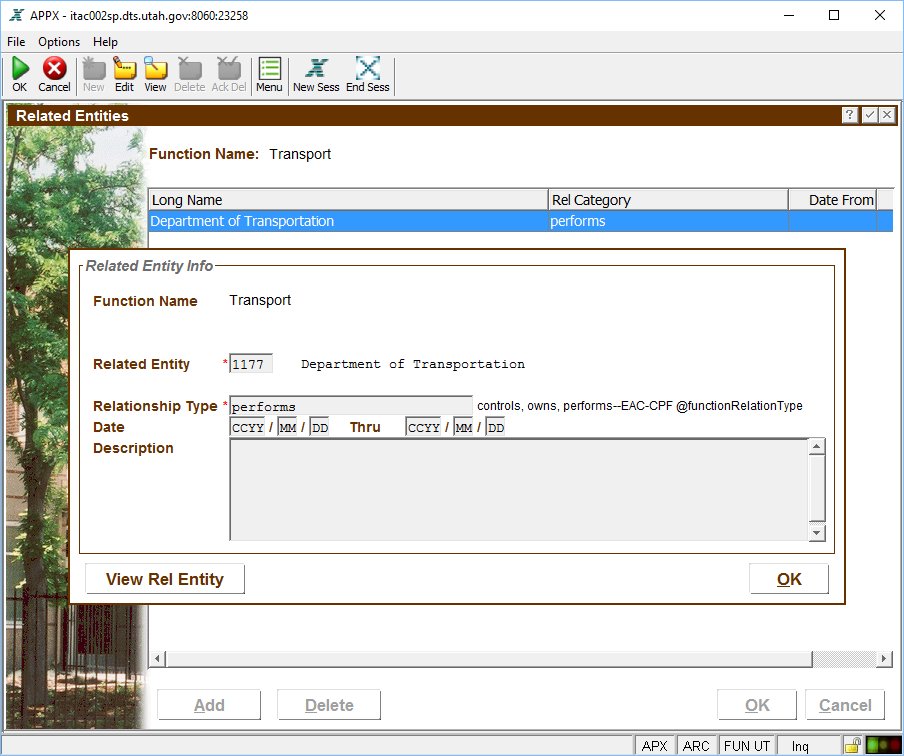 APPX - itac002sp.dts.utah.gov:8060:23258
File Options Help
OK Cancel New Edit View Delete Ack Del Menu New Sess End Sess
Related Entities
Function Name: Transport
Long Name Rel Category Date From
Department of Transportation performs
Related Entity Info
Function Name Transport
Related Entity *1177 Department of Transportation
Relationship Type *performs controls, owns, performs--EAC-CPF @functionRelationType
Date CCYY / MM / DD Thru CCYY / MM / DD
Description
View Rel Entity OK
Add Delete OK Cancel
APX ARC FUN UT Inq